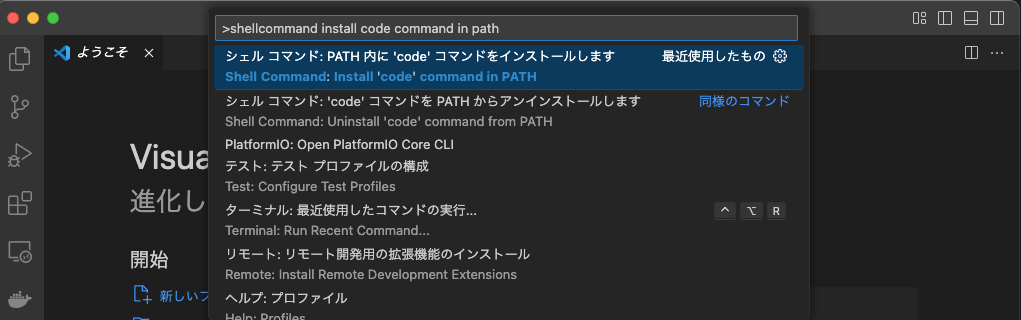 >shellcommand install code command in path
ようこそ
シェル コマンド: PATH 内に 'code' コマンドをインストールします 最近使用したもの
Shell Command: Install 'code' command in PATH
シェル コマンド: 'code' コマンドを PATH からアンインストールします 同様のコマンド
Shell Command: Uninstall 'code' command from PATH
PlatformIO: Open PlatformIO Core CLI
テスト: テスト プロファイルの構成
Test: Configure Test Profiles
ターミナル: 最近使用したコマンドの実行... ⌃ ⌥ R
Terminal: Run Recent Command...
リモート: リモート開発用の拡張機能のインストール
Remote: Install Remote Development Extensions
ヘルプ: プロファイル
Help: Profiles
Visua
進化し
開始
新しいフ